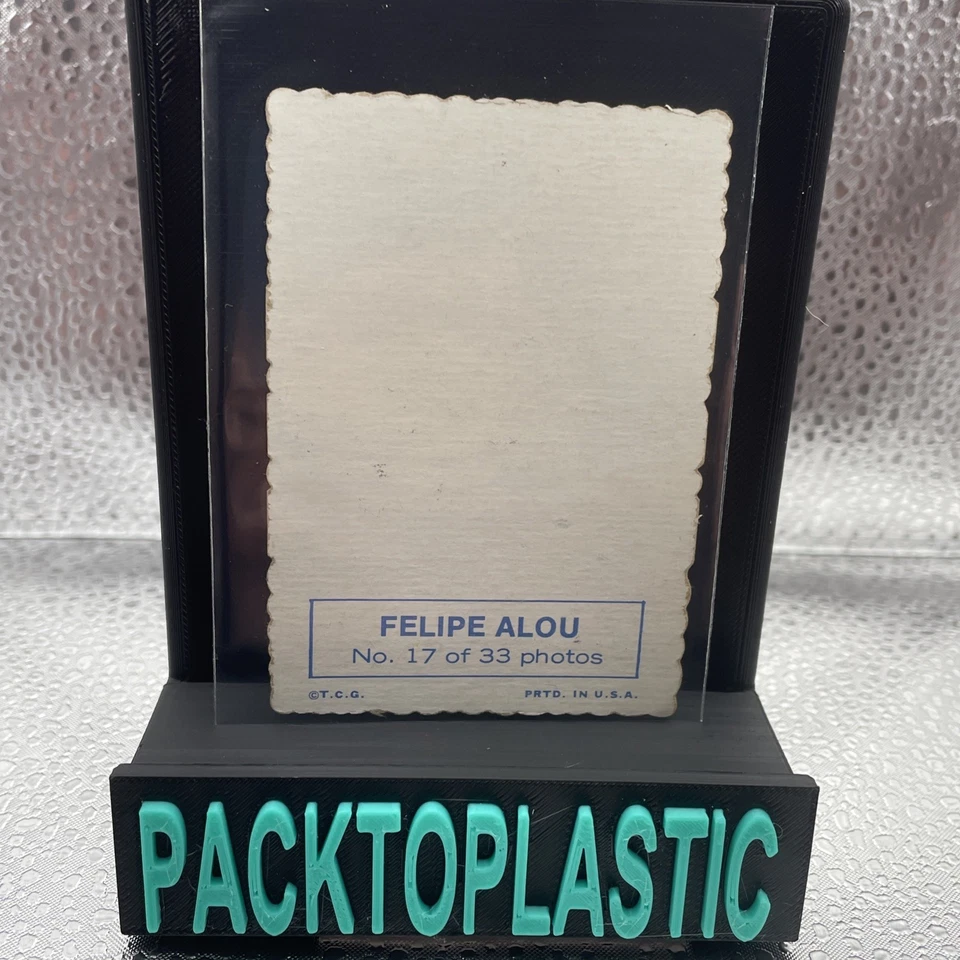 FELIPE ALOU
No. 17 of 33 photos
©T.C.G. PRTD. IN U.S.A.
PACKTOPLASTIC